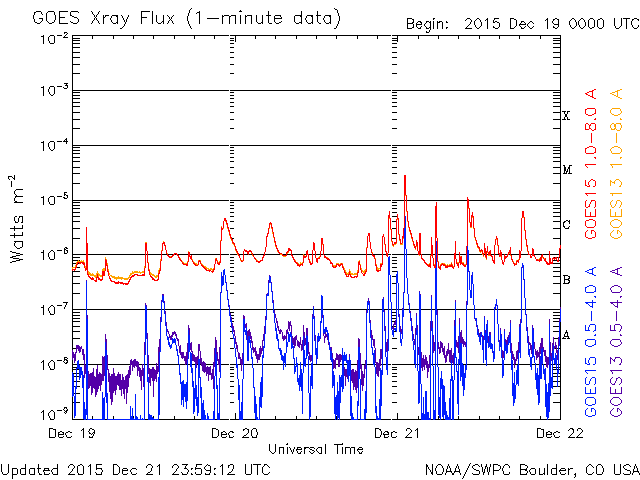 GOES Xray Flux (1-minute data)
Begin: 2015 Dec 19 0000 UTC
10-2
10-3
10-4
10-5
10-6
10-7
10-8
10-9
Watts m-2
X
M
C
B
A
GOES15 1.0-8.0 A
GOES13 1.0-8.0 A
GOES15 0.5-4.0 A
GOES13 0.5-4.0 A
Dec 19 Dec 20 Dec 21 Dec 22
Universal Time
Updated 2015 Dec 21 23:59:12 UTC
NOAA/SWPC Boulder, CO USA